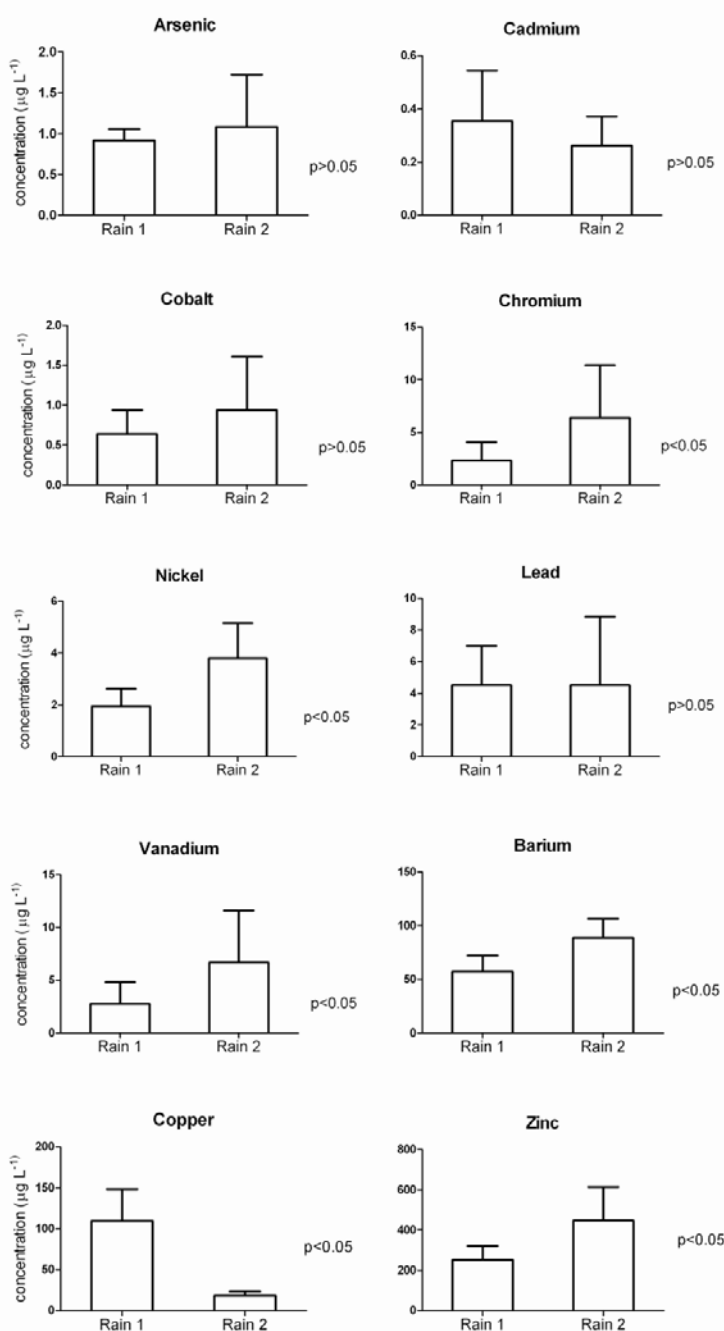 Arsenic
concentration (μg L⁻¹)
2.0
1.5
1.0
0.5
0.0
Rain 1 Rain 2
p>0.05
Cadmium
0.6
0.4
0.2
0.0
Rain 1 Rain 2
p>0.05
Cobalt
concentration (μg L⁻¹)
2.0
1.5
1.0
0.5
0.0
Rain 1 Rain 2
p>0.05
Chromium
15
10
5
0
Rain 1 Rain 2
p<0.05
Nickel
concentration (μg L⁻¹)
6
4
2
0
Rain 1 Rain 2
p<0.05
Lead
10
8
6
4
2
0
Rain 1 Rain 2
p>0.05
Vanadium
concentration (μg L⁻¹)
15
10
5
0
Rain 1 Rain 2
p<0.05
Barium
150
100
50
0
Rain 1 Rain 2
p<0.05
Copper
concentration (μg L⁻¹)
200
150
100
50
0
Rain 1 Rain 2
p<0.05
Zinc
800
600
400
200
0
Rain 1 Rain 2
p<0.05